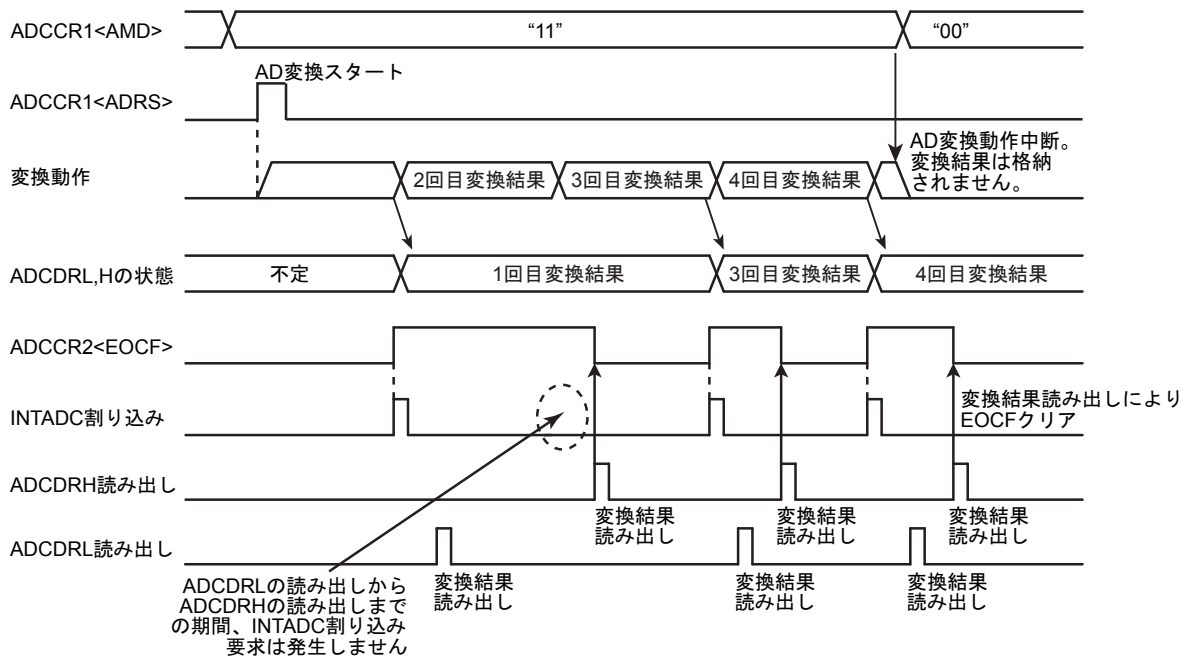 ADCCR1<AMD>
“11”
“00”
AD変換スタート
ADCCR1<ADRS>
変換動作
2回目変換結果
3回目変換結果
4回目変換結果
AD変換動作中断。
変換結果は格納
されません。
ADCDRL,Hの状態
不定
1回目変換結果
3回目変換結果
4回目変換結果
ADCCR2<EOCF>
INTADC割り込み
変換結果読み出しにより
EOCFクリア
ADCDRH読み出し
変換結果
読み出し
変換結果
読み出し
変換結果
読み出し
ADCDRL読み出し
変換結果
読み出し
変換結果
読み出し
変換結果
読み出し
ADCDRLの読み出しから
ADCDRHの読み出しまで
の期間、INTADC割り込み
要求は発生しません